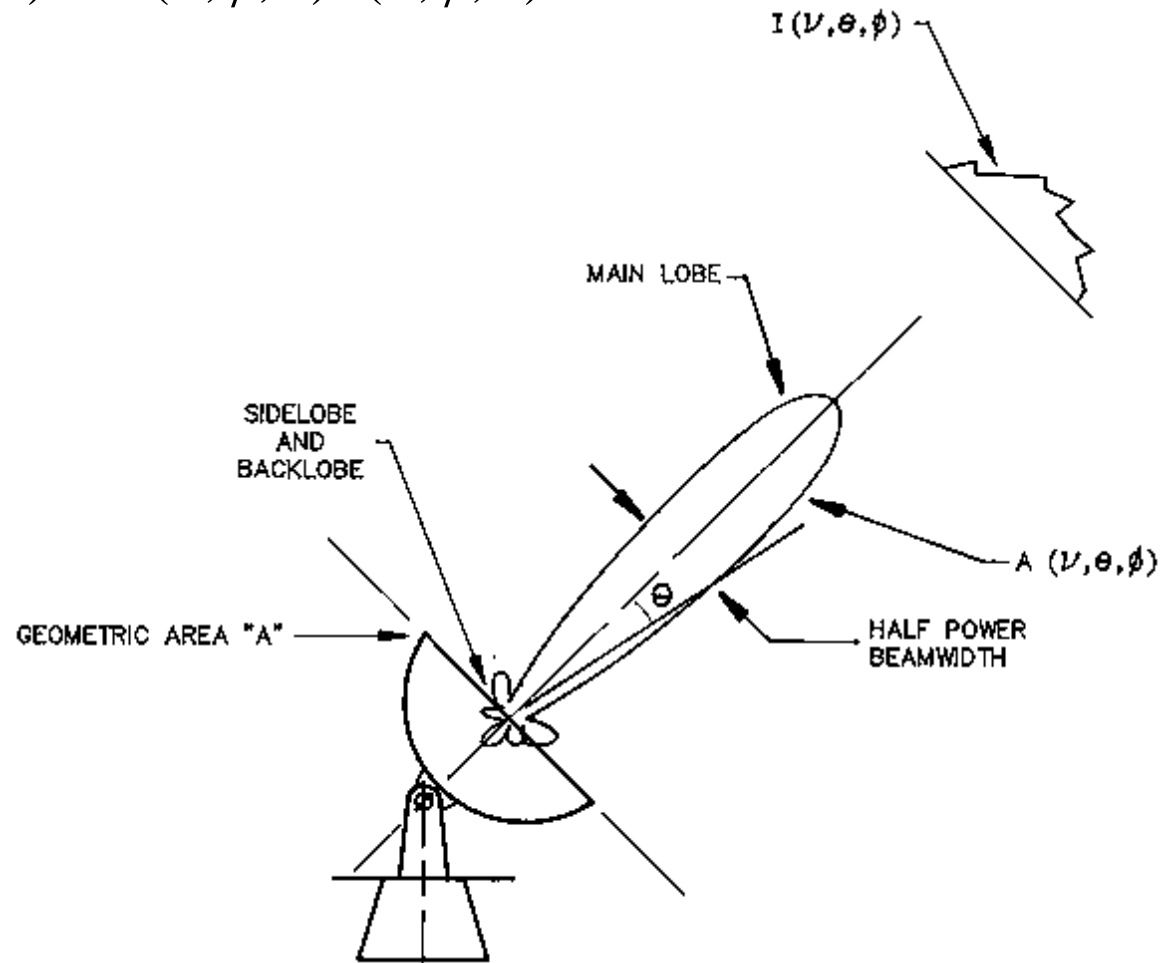 I(ν,θ,ϕ)
MAIN LOBE
SIDELOBE
AND
BACKLOBE
A (ν,θ,ϕ)
Θ
GEOMETRIC AREA "A"
HALF POWER
BEAMWIDTH